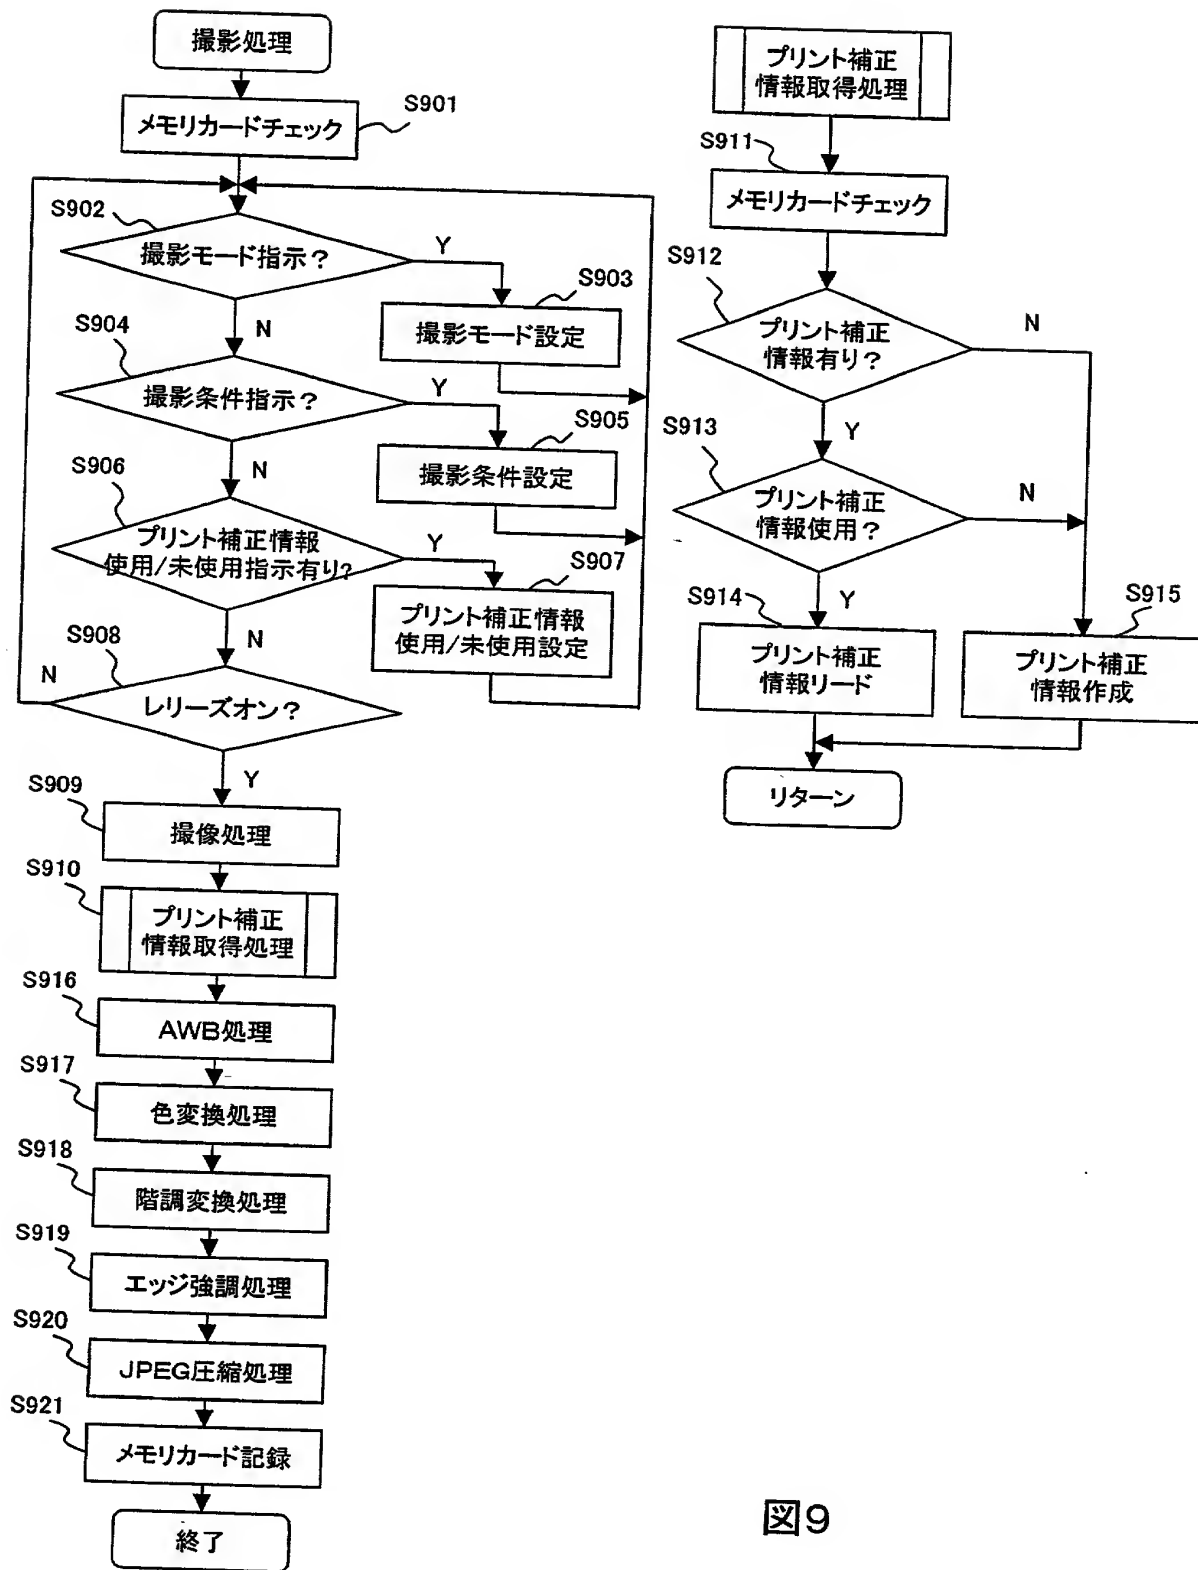 撮影処理
S901
メモリカードチェック
S902
撮影モード指示?
Y
N
S903
撮影モード設定
S904
撮影条件指示?
Y
N
S905
撮影条件設定
S906
プリント補正情報
使用/未使用指示有り?
Y
N
S907
プリント補正情報
使用/未使用設定
S908
N
レリーズオン?
Y
S909
撮像処理
S910
プリント補正
情報取得処理
S916
AWB処理
S917
色変換処理
S918
階調変換処理
S919
エッジ強調処理
S920
JPEG圧縮処理
S921
メモリカード記録
終了
プリント補正
情報取得処理
S911
メモリカードチェック
S912
プリント補正
情報有り?
N
Y
S913
プリント補正
情報使用?
N
Y
S914
プリント補正
情報リード
S915
プリント補正
情報作成
リターン
図9